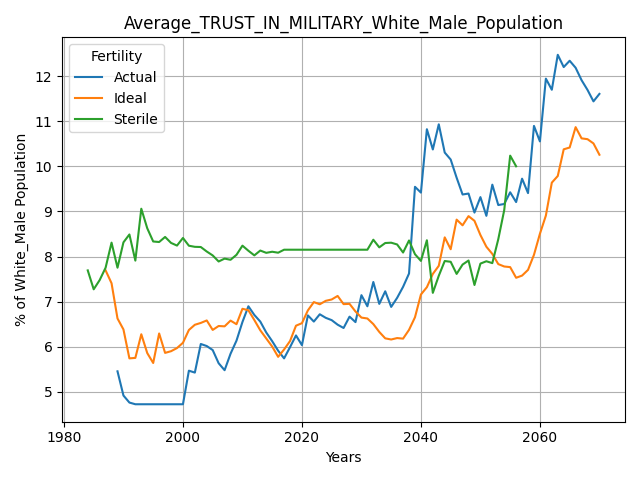 Average_TRUST_IN_MILITARY_White_Male_Population
Fertility
Actual
Ideal
Sterile
% of White_Male Population
12
11
10
9
8
7
6
5
1980
2000
2020
2040
2060
Years